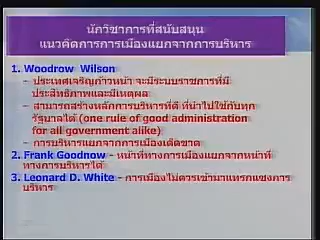 นักวิชาการที่สนับสนุน
แนวคิดการการเมืองแยกจากการบริหาร
1. Woodrow Wilson
– ประเทศเจริญก้าวหน้า จะมีระบบราชการที่มี
ประสิทธิภาพและมีเหตุผล
– สามารถสร้างหลักการบริหารที่ดี ที่นำไปใช้กับทุก
รัฐบาลได้ (one rule of good administration
for all government alike)
– การบริหารแยกจากการเมืองเด็ดขาด
2. Frank Goodnow – หน้าที่ทางการเมืองแยกจากหน้าที่
ทางการบริหารได้
3. Leonard D. White – การเมืองไม่ควรเข้ามาแทรกแซงการ
บริหาร